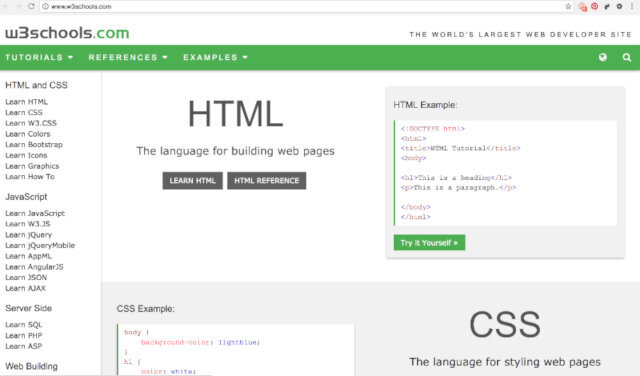 www.w3schools.com
w3schools.com
THE WORLD'S LARGEST WEB DEVELOPER SITE
TUTORIALS
REFERENCES
EXAMPLES
HTML and CSS
Learn HTML
Learn CSS
Learn W3.CSS
Learn Colors
Learn Bootstrap
Learn Icons
Learn Graphics
Learn How To
JavaScript
Learn JavaScript
Learn W3.JS
Learn jQuery
Learn jQueryMobile
Learn AppML
Learn AngularJS
Learn JSON
Learn AJAX
Server Side
Learn SQL
Learn PHP
Learn ASP
Web Building
HTML
The language for building web pages
LEARN HTML
HTML REFERENCE
HTML Example:
<!DOCTYPE html>
<html>
<title>HTML Tutorial</title>
<body>
<h1>This is a heading</h1>
<p>This is a paragraph.</p>
</body>
</html>
Try it Yourself »
CSS Example:
body {
background-color: lightblue;
}
h1 {
color: white;
CSS
The language for styling web pages